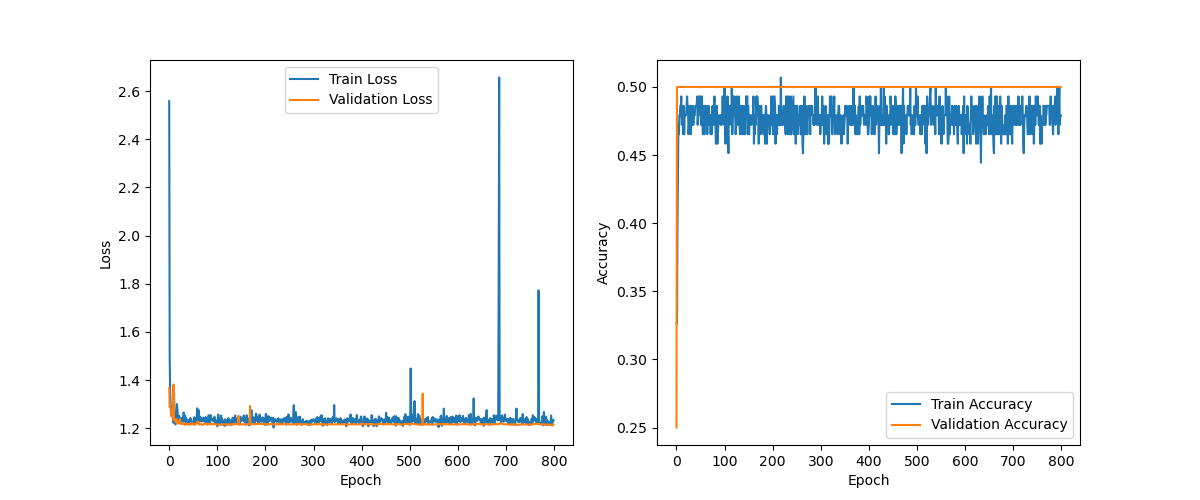 Train Loss
Validation Loss
2.6
2.4
2.2
2.0
1.8
1.6
1.4
1.2
Loss
0 100 200 300 400 500 600 700 800
Epoch
0.50
0.45
0.40
0.35
0.30
0.25
Accuracy
Train Accuracy
Validation Accuracy
0 100 200 300 400 500 600 700 800
Epoch